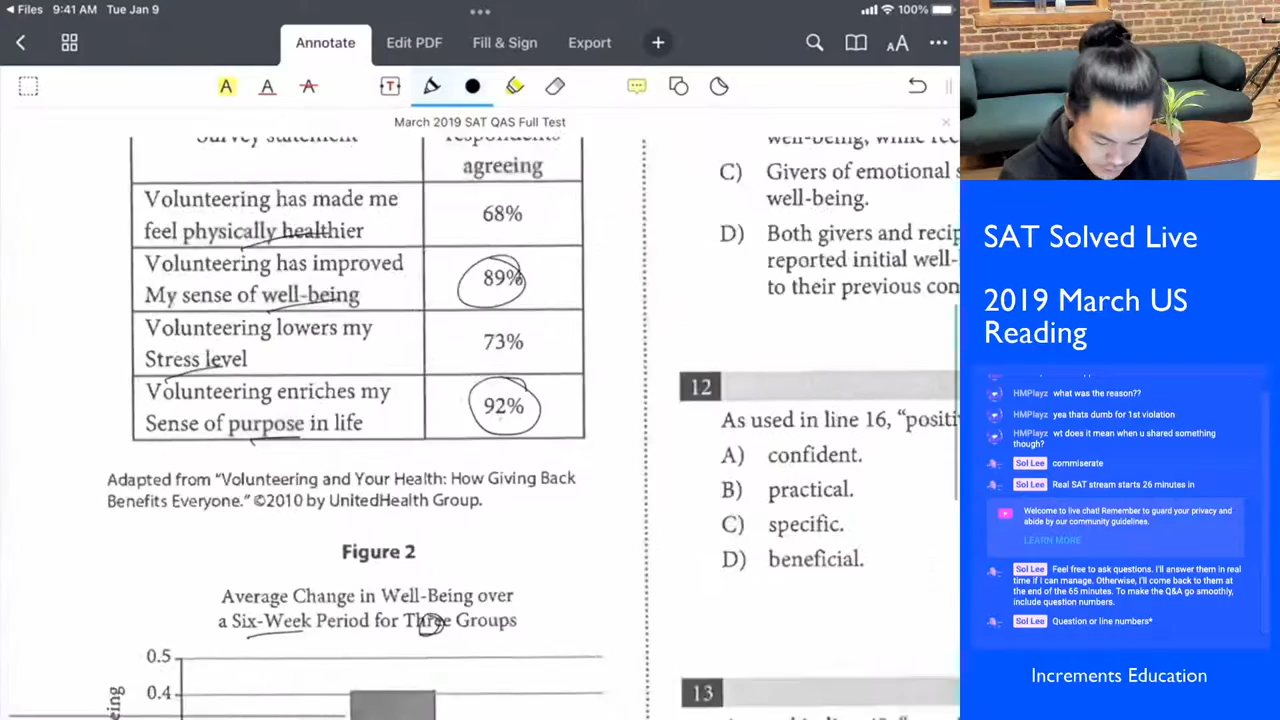 Files 9:41 AM Tue Jan 9
100%
Annotate Edit PDF Fill & Sign Export
March 2019 SAT QAS Full Test
Survey statement
respondents
agreeing
Volunteering has made me
feel physically healthier
68%
Volunteering has improved
My sense of well-being
89%
Volunteering lowers my
Stress level
73%
Volunteering enriches my
Sense of purpose in life
92%
Adapted from “Volunteering and Your Health: How Giving Back
Benefits Everyone.” ©2010 by UnitedHealth Group.
Figure 2
Average Change in Well-Being over
a Six-Week Period for Three Groups
0.5
0.4
well-being, while
C) Givers of emotional
well-being.
D) Both givers and
reported initial
to their previous
12
As used in line 16,
A) confident.
B) practical.
C) specific.
D) beneficial.
13
SAT Solved Live
2019 March US
Reading
HMPlayz what was the reason??
HMPlayz yea thats dumb for 1st violation
HMPlayz wt does it mean when u shared something
though?
Sol Lee commiserate
Sol Lee Real SAT stream starts 26 minutes in
Welcome to live chat! Remember to guard your privacy and
abide by our community guidelines.
LEARN MORE
Sol Lee Feel free to ask questions. I'll answer them in real
time if I can manage. Otherwise, I'll come back to them at
the end of the 65 minutes. To make the Q&A go smoothly,
include question numbers.
Sol Lee Question or line numbers*
Increments Education